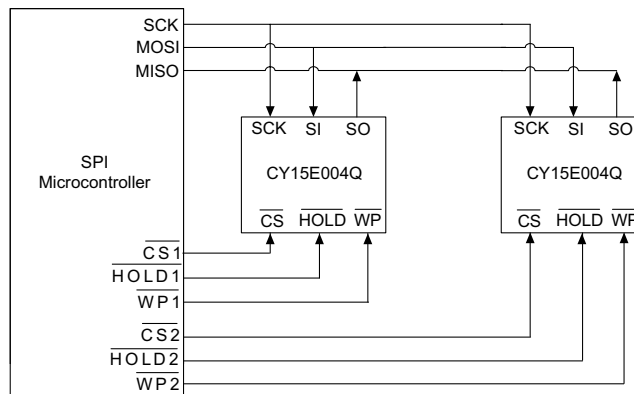 SCK
MOSI
MISO
SPI
Microcontroller
SCK SI SO
CY15E004Q
CS HOLD WP
SCK SI SO
CY15E004Q
CS HOLD WP
CS1
HOLD1
WP1
CS2
HOLD2
WP2